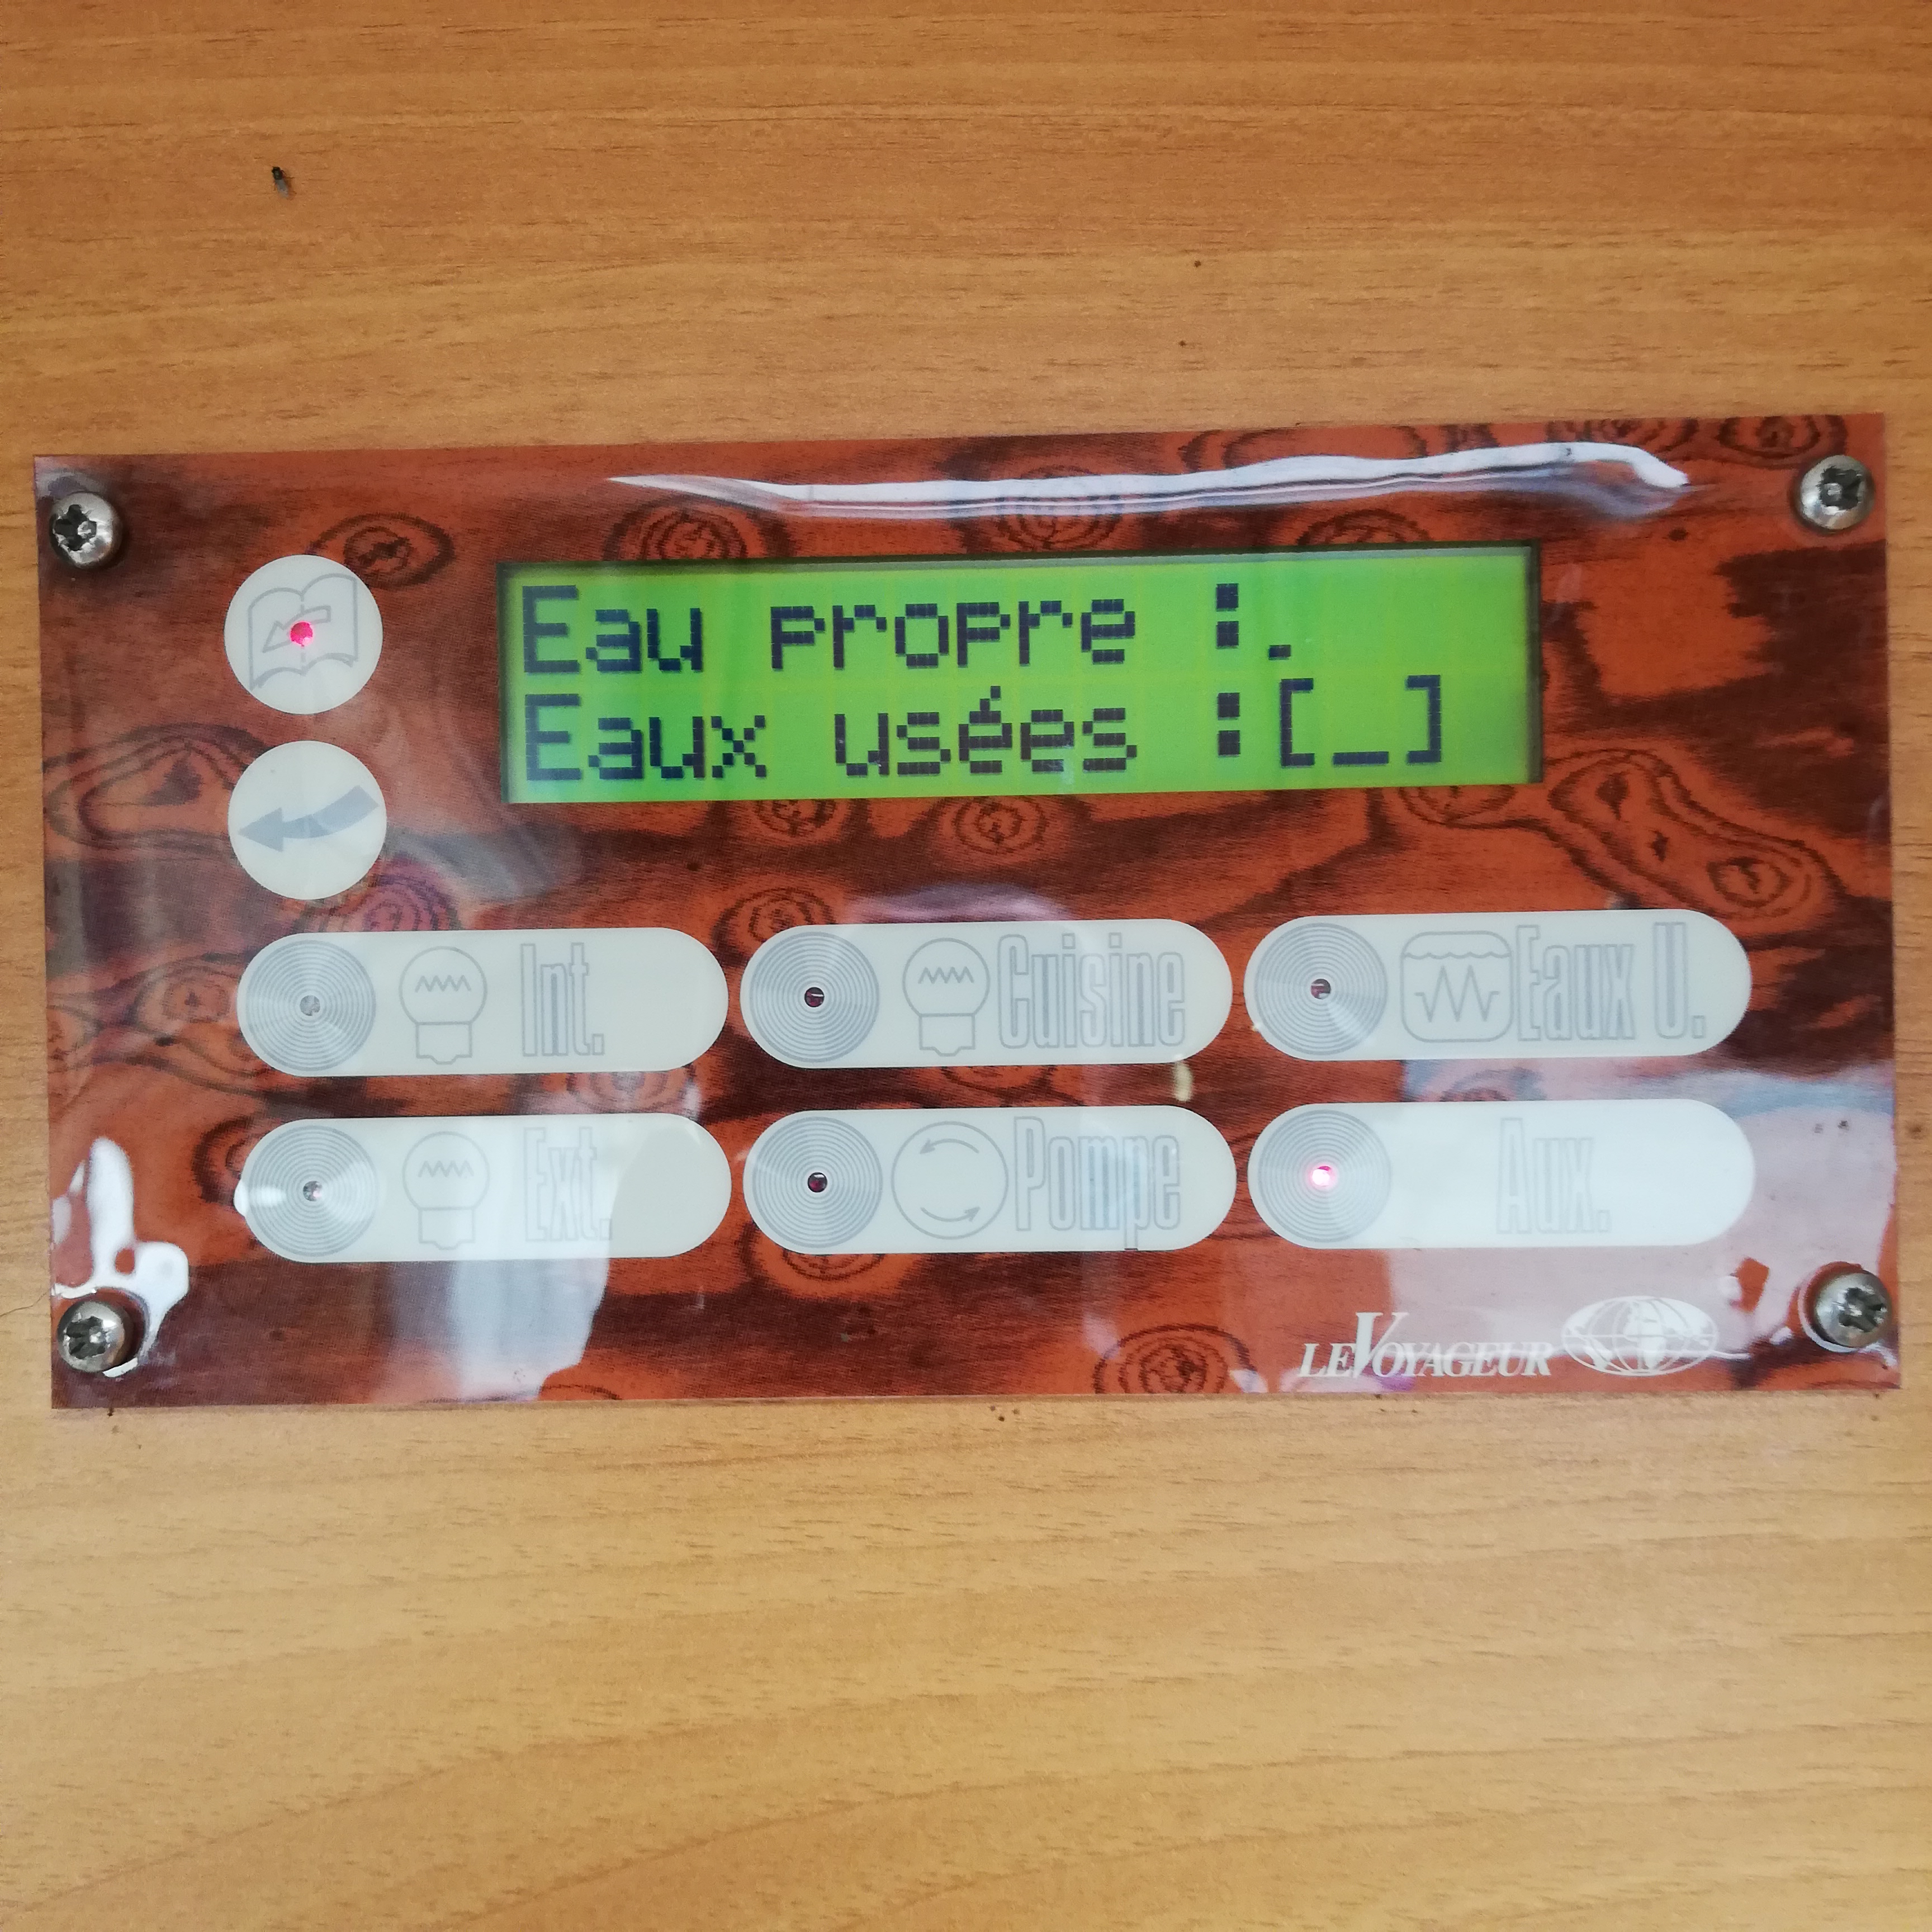 Eau propre :.
Eaux usées :[_]
Int.
Cuisine
Eaux U.
Ext.
Pompe
Aux.
LEVOYAGEUR